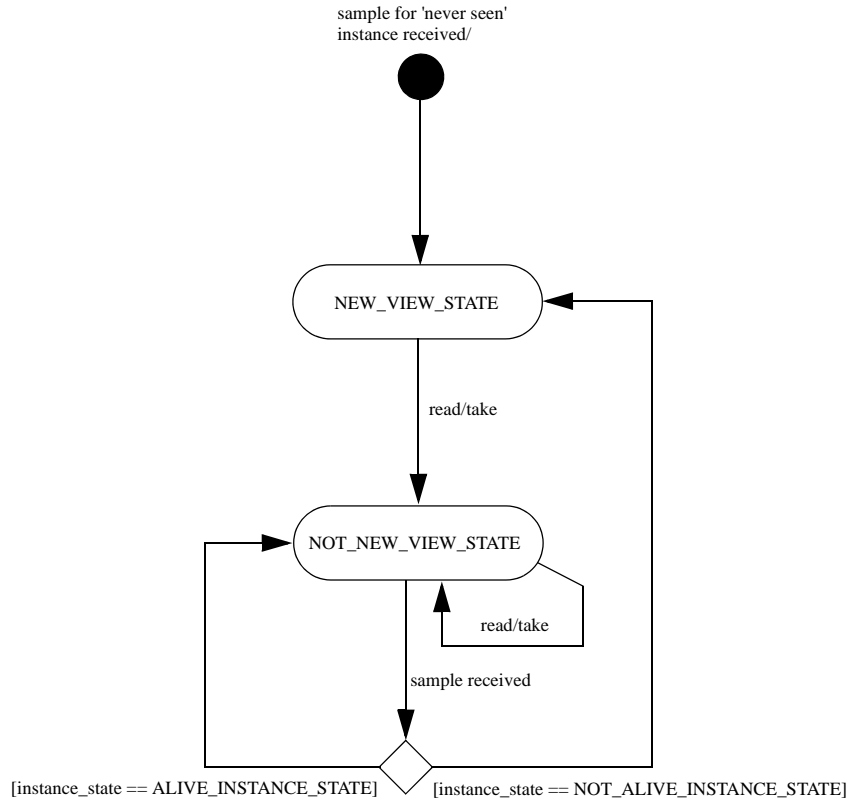 sample for 'never seen'
instance received/
NEW_VIEW_STATE
read/take
NOT_NEW_VIEW_STATE
read/take
sample received
[instance_state == ALIVE_INSTANCE_STATE]
[instance_state == NOT_ALIVE_INSTANCE_STATE]